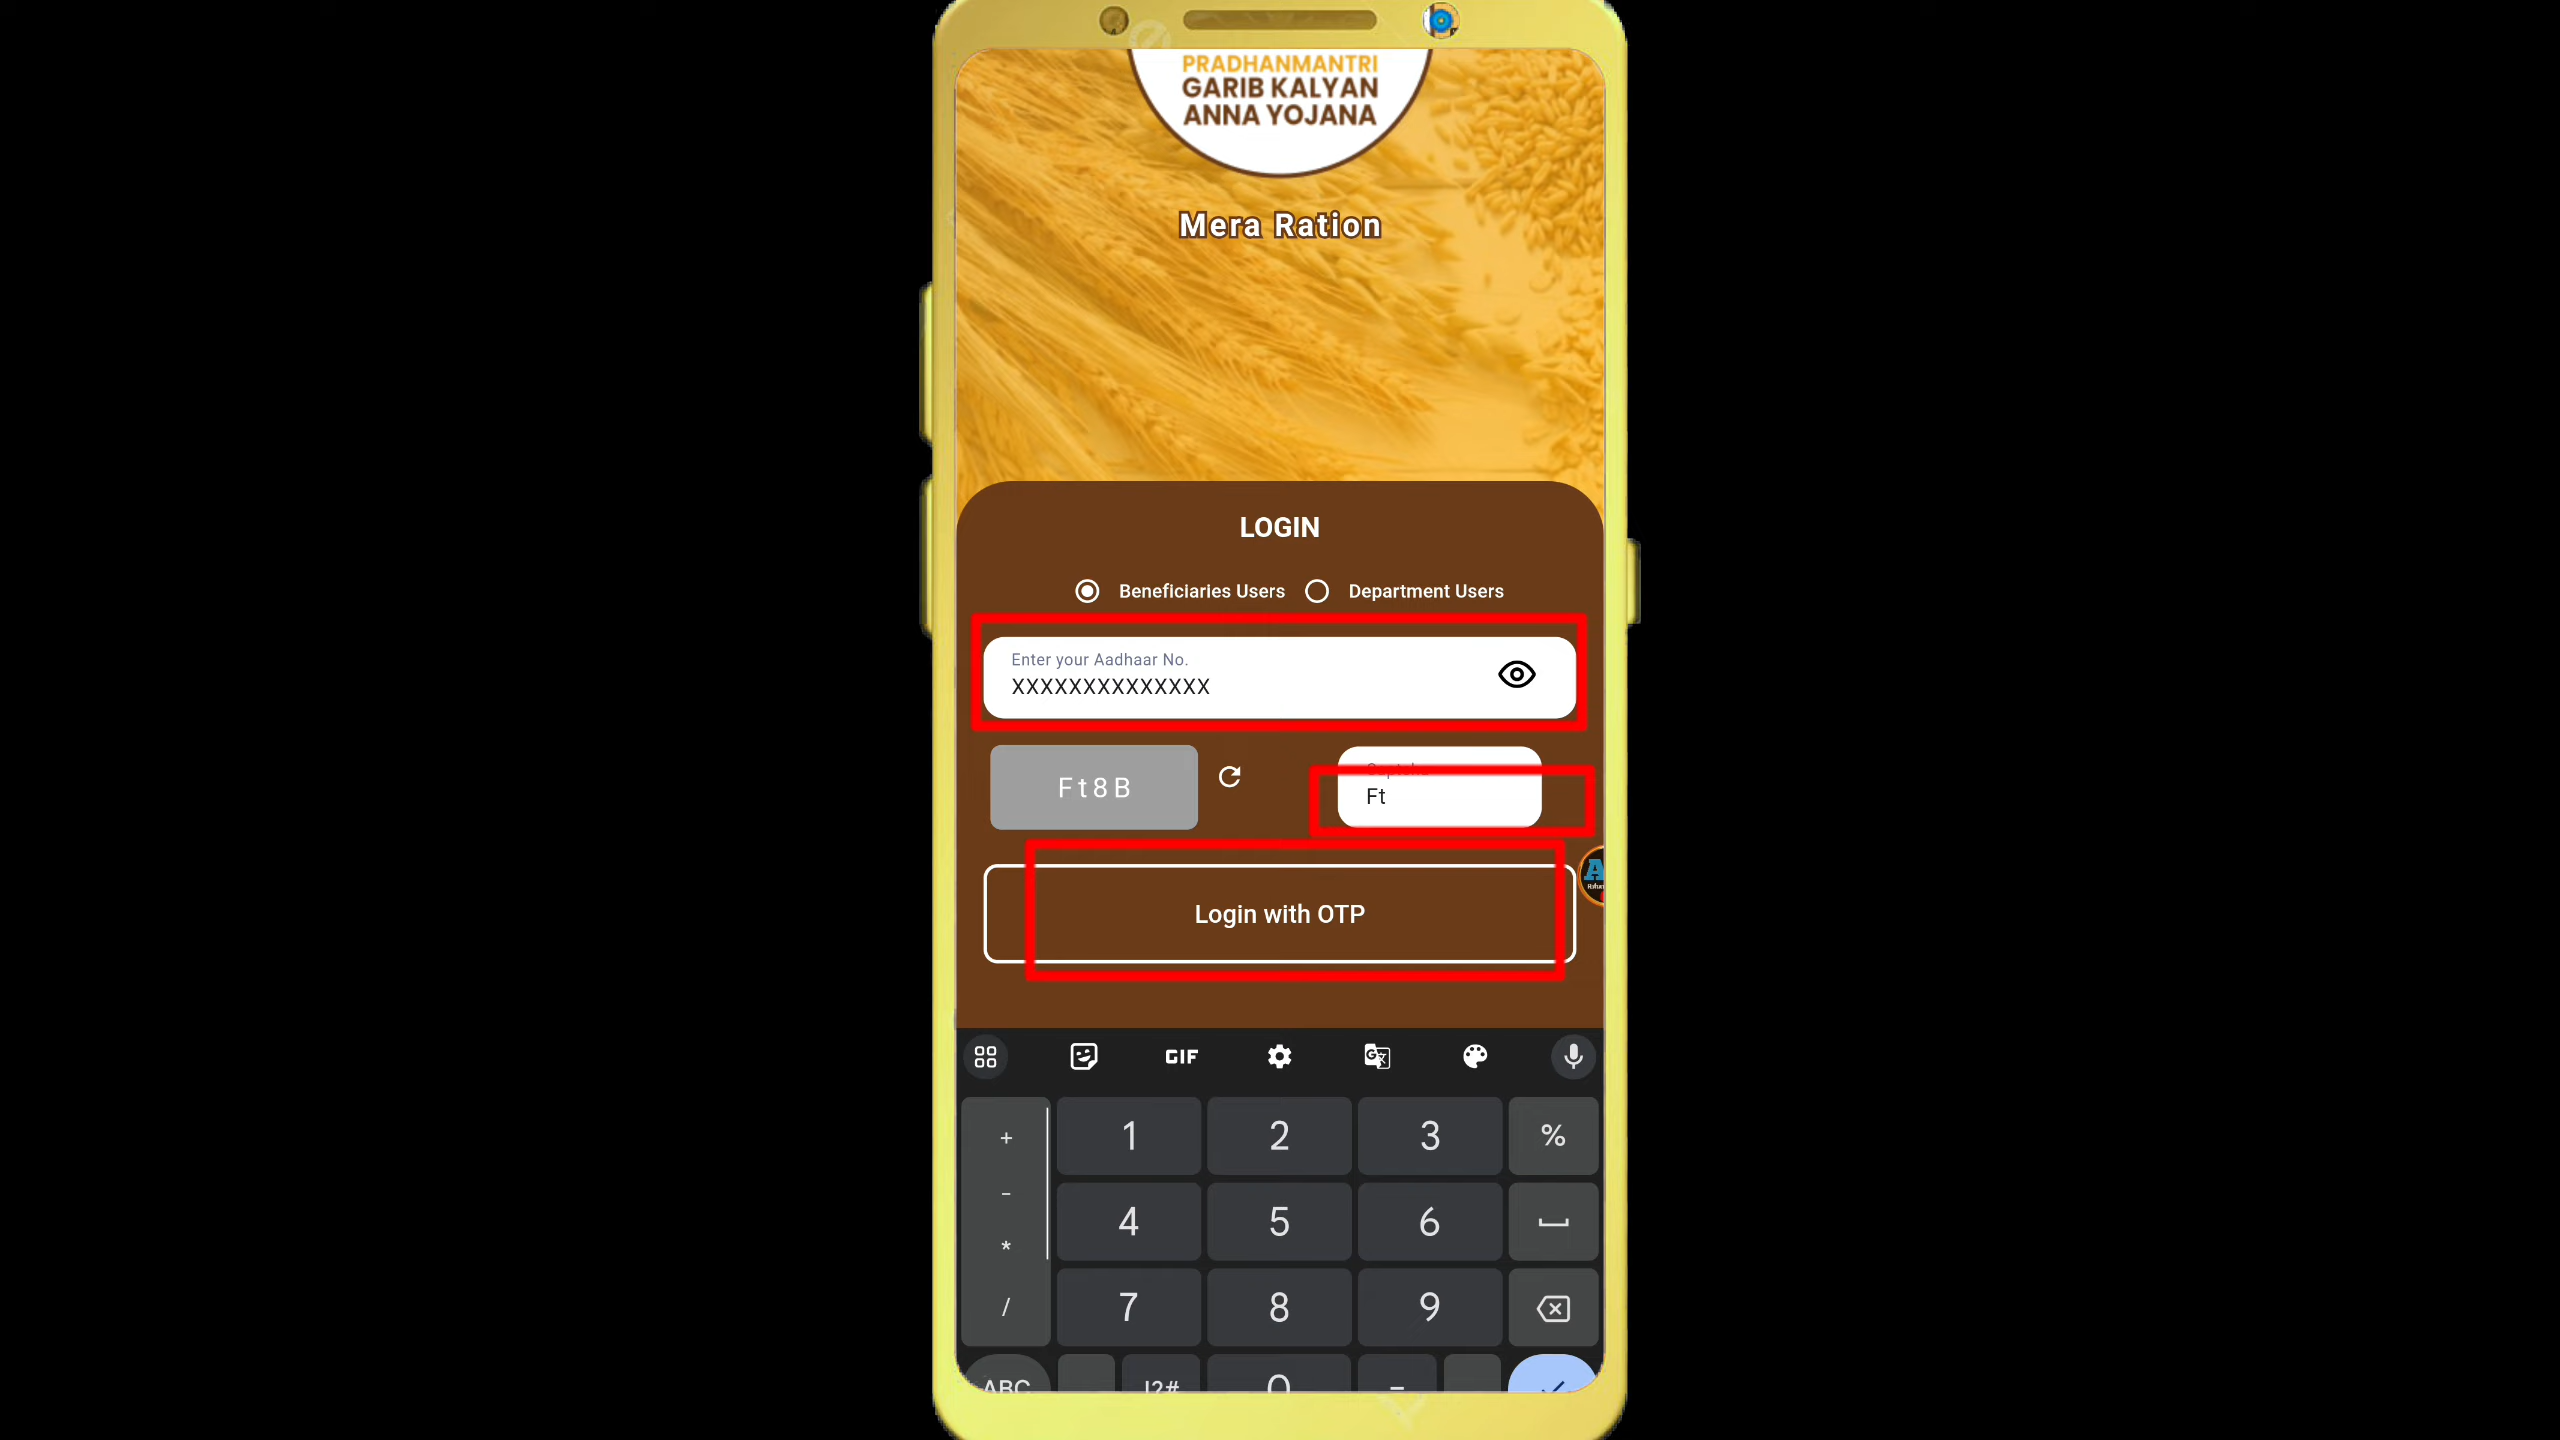 PRADHANMANTRI
GARIB KALYAN
ANNA YOJANA
Mera Ration
LOGIN
Beneficiaries Users
Department Users
Enter your Aadhaar No.
XXXXXXXXXXXXXX
Ft8B
Captcha
Ft
Login with OTP
GIF
+ 1 2 3 %
- 4 5 6
* 7 8 9
/
ABC !?# 0 =